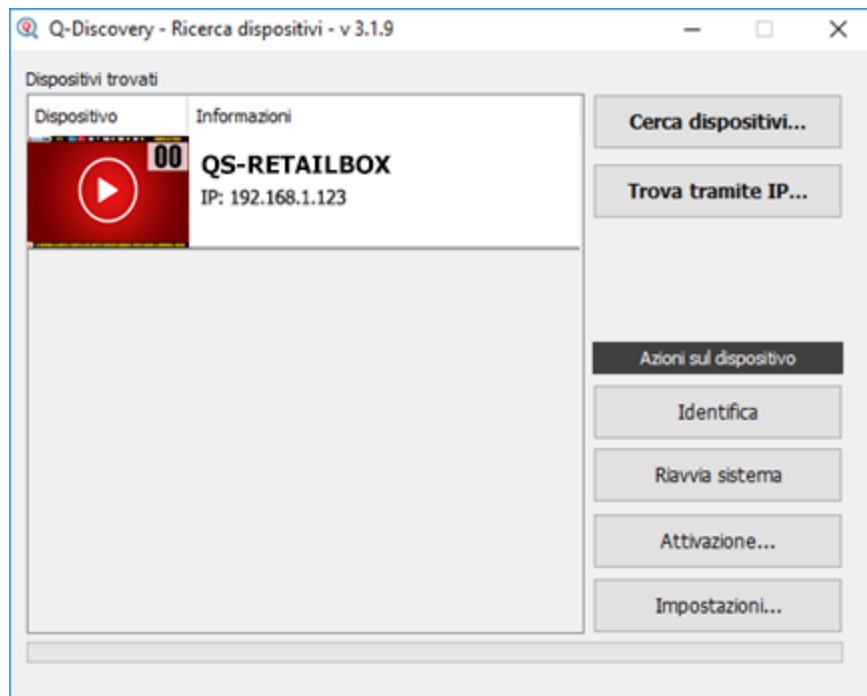 Q-Discovery - Ricerca dispositivi - v 3.1.9
Dispositivi trovati
Dispositivo Informazioni
00
QS-RETAILBOX
IP: 192.168.1.123
Cerca dispositivi...
Trova tramite IP...
Azioni sul dispositivo
Identifica
Riavvia sistema
Attivazione...
Impostazioni...